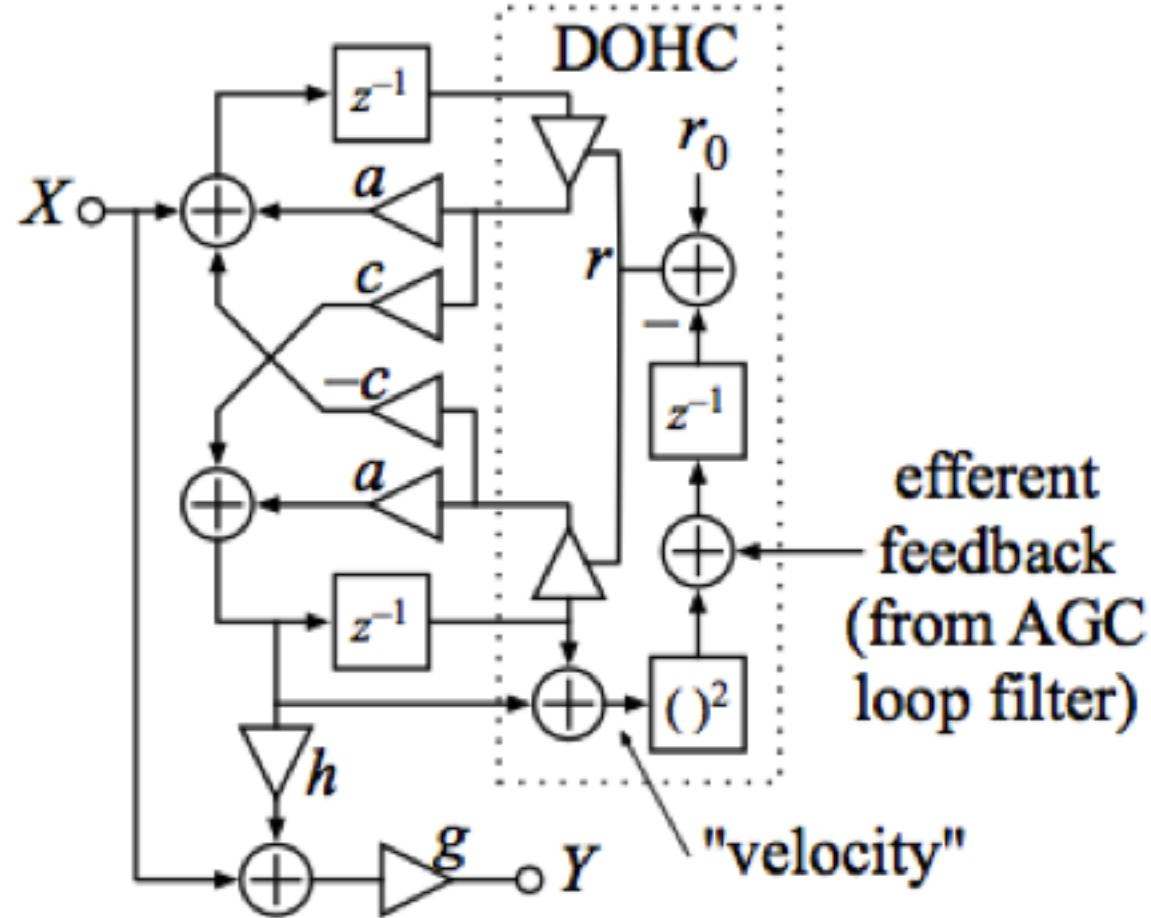 DOHC
z⁻¹
r₀
X
a
r
c
−
−c
z⁻¹
a
efferent
feedback
(from AGC
loop filter)
z⁻¹
( )²
h
"velocity"
g
Y